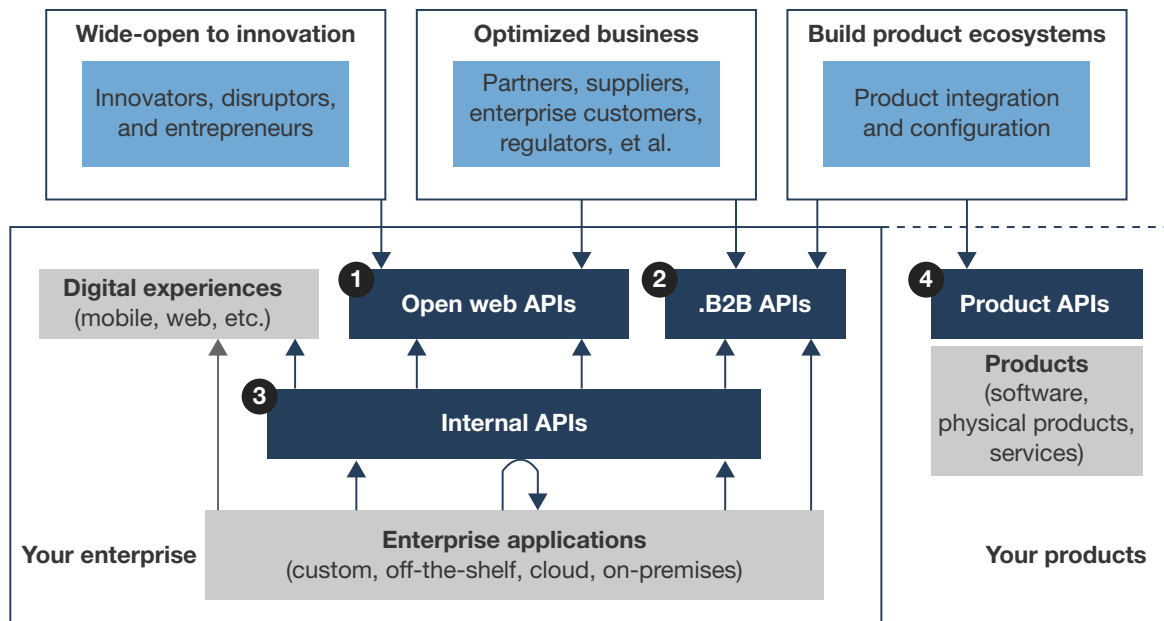 Wide-open to innovation
Innovators, disruptors,
and entrepreneurs
Optimized business
Partners, suppliers,
enterprise customers,
regulators, et al.
Build product ecosystems
Product integration
and configuration
Digital experiences
(mobile, web, etc.)
1
Open web APIs
2
.B2B APIs
4
Product APIs
Products
(software,
physical products,
services)
3
Internal APIs
Your enterprise
Enterprise applications
(custom, off-the-shelf, cloud, on-premises)
Your products